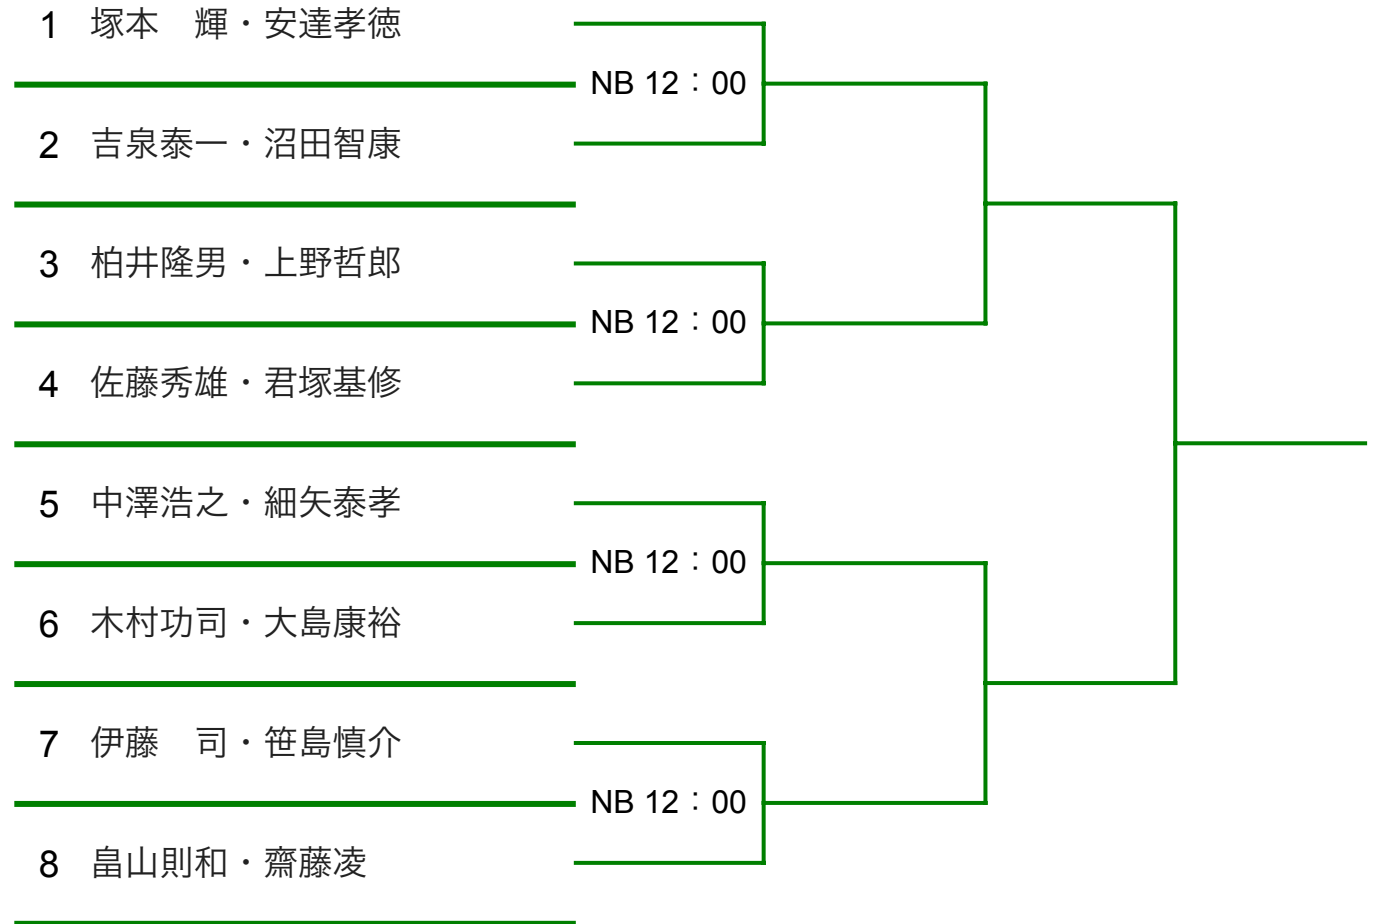 1 塚本　輝・安達孝徳
NB 12：00
2 吉泉泰一・沼田智康
3 柏井隆男・上野哲郎
NB 12：00
4 佐藤秀雄・君塚基修
5 中澤浩之・細矢泰孝
NB 12：00
6 木村功司・大島康裕
7 伊藤　司・笹島慎介
NB 12：00
8 畠山則和・齋藤凌